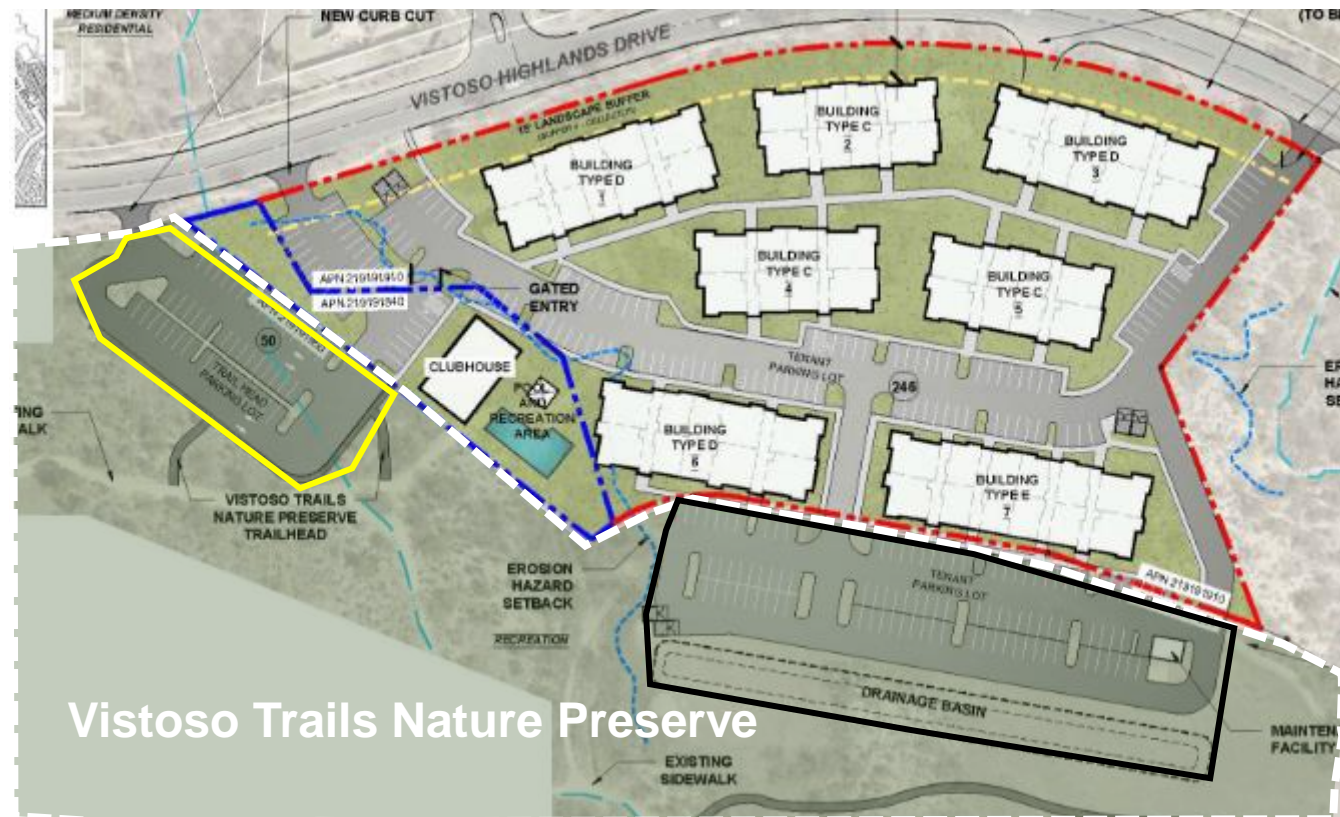 MEDIUM DENSITY
RESIDENTIAL
NEW CURB CUT
VISTOSO HIGHLANDS DRIVE
15' LANDSCAPE BUFFER
BUILDING
TYPE D
1
BUILDING
TYPE C
2
BUILDING
TYPE D
3
BUILDING
TYPE C
4
BUILDING
TYPE C
5
APN 219191910
APN 219191940
GATED
ENTRY
50
TRAIL HEAD
PARKING LOT
CLUBHOUSE
POOL
AND
RECREATION
AREA
TENANT
PARKING LOT
246
BUILDING
TYPE D
6
BUILDING
TYPE E
7
VISTOSO TRAILS
NATURE PRESERVE
TRAILHEAD
EROSION
HAZARD
SETBACK
RECREATION
TENANT
PARKING LOT
APN 219191910
DRAINAGE BASIN
Vistoso Trails Nature Preserve
EXISTING
SIDEWALK
MAINTEN
FACILITY